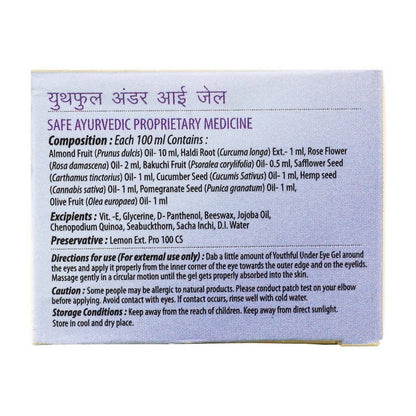 युथफुल अंडर आई जेल
SAFE AYURVEDIC PROPRIETARY MEDICINE
Composition : Each 100 ml Contains :
Almond Fruit (Prunus dulcis) Oil- 10 ml, Haldi Root (Curcuma longa) Ext.- 1 ml, Rose Flower
(Rosa damascena) Oil- 2 ml, Bakuchi Fruit (Psoralea corylifolia) Oil- 0.5 ml, Safflower Seed
(Carthamus tinctorius) Oil- 1 ml, Cucumber Seed (Cucumis Sativus) Oil- 1 ml, Hemp seed
(Cannabis sativa) Oil- 1 ml, Pomegranate Seed (Punica granatum) Oil- 1 ml,
Olive Fruit (Olea europaea) Oil- 1 ml
Excipients : Vit. -E, Glycerine, D- Panthenol, Beeswax, Jojoba Oil,
Chenopodium Quinoa, Seabuckthorn, Sacha Inchi, D.I. Water
Preservative : Lemon Ext. Pro 100 CS
Directions for use (For external use only) : Dab a little amount of Youthful Under Eye Gel around
the eyes and apply it properly from the inner corner of the eye towards the outer edge and on the eyelids.
Massage gently in a circular motion until the gel gets properly absorbed into the skin.
Caution : Some people may be allergic to natural products. Please conduct patch test on your elbow
before applying. Avoid contact with eyes. If contact occurs, rinse well with cold water.
Storage Conditions : Keep away from the reach of children. Keep away from direct sunlight.
Store in cool and dry place.